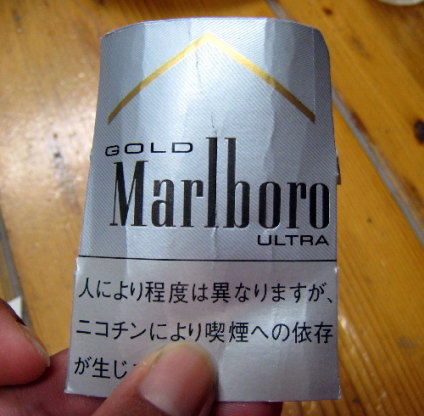 GOLD
Marlboro
ULTRA
人により程度は異なりますが、
ニコチンにより喫煙への依存
が生じ